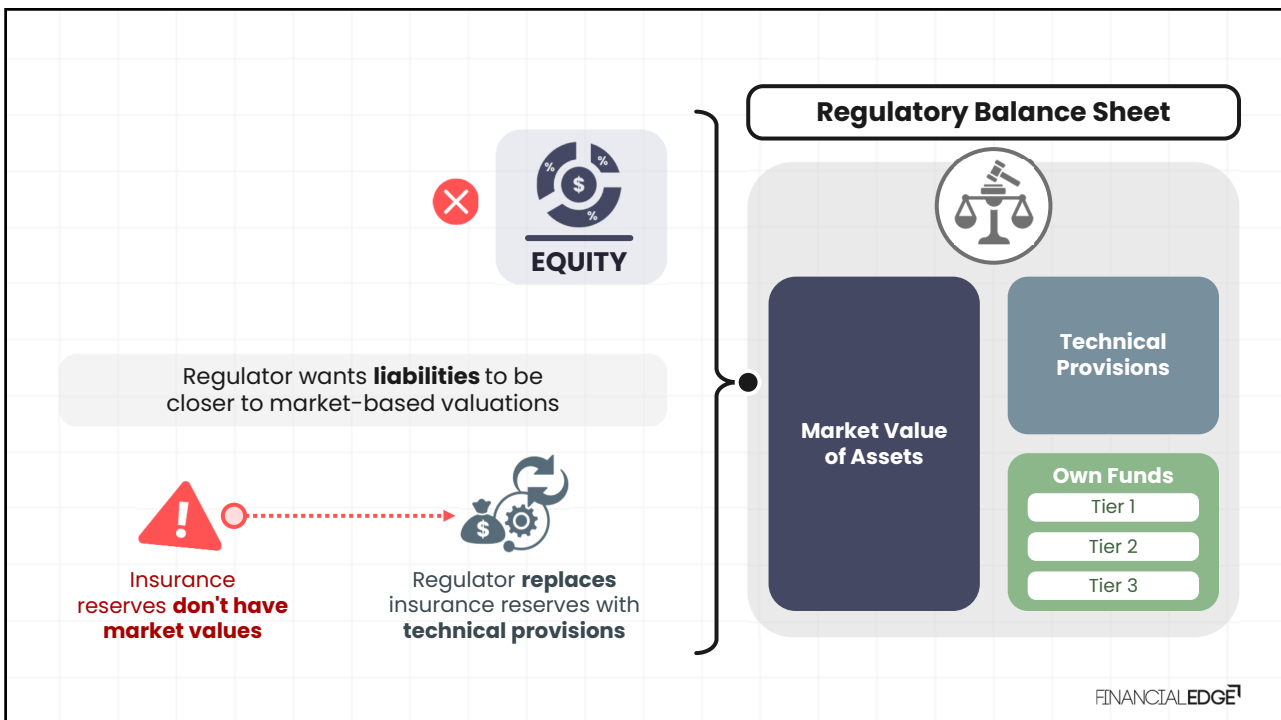 Regulatory Balance Sheet
%
%
$
%
EQUITY
Regulator wants liabilities to be
closer to market-based valuations
!
$
Insurance
reserves don't have
market values
Regulator replaces
insurance reserves with
technical provisions
Market Value
of Assets
Technical
Provisions
Own Funds
Tier 1
Tier 2
Tier 3
FINANCIALEDGE